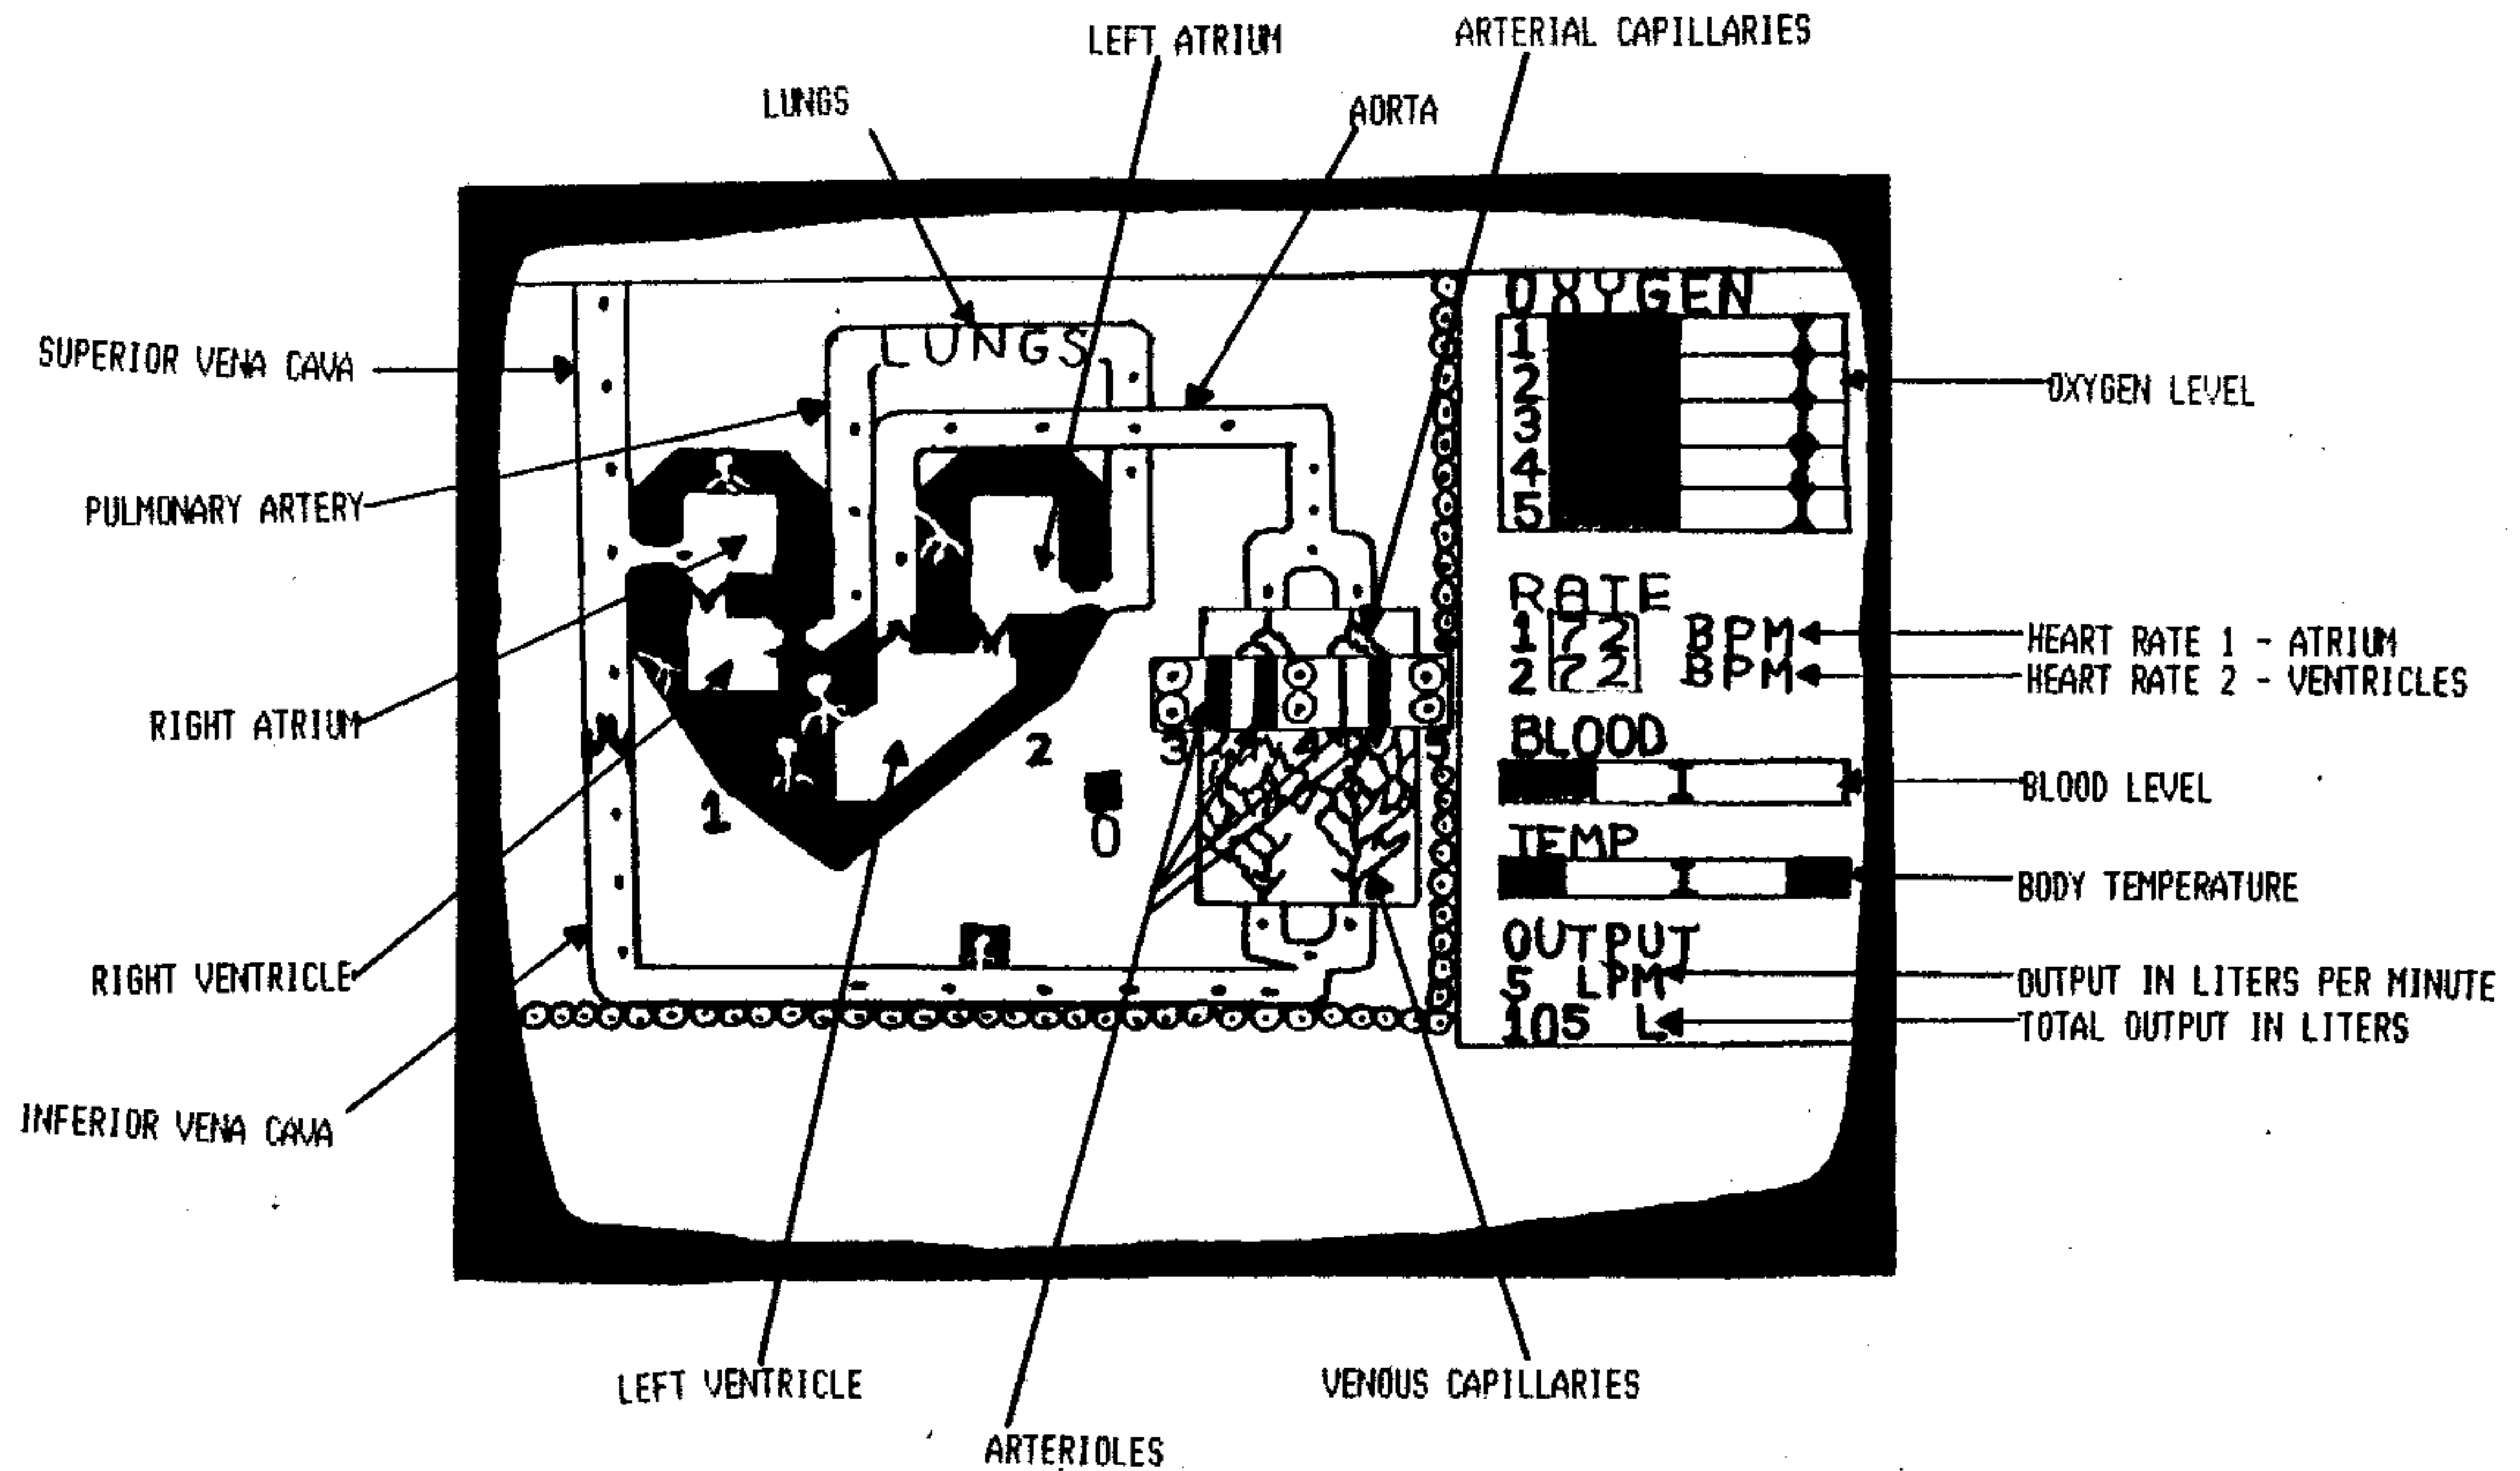 LEFT ATRIUM
ARTERIAL CAPILLARIES
LUNGS
AORTA
SUPERIOR VENA CAVA
PULMONARY ARTERY
RIGHT ATRIUM
RIGHT VENTRICLE
INFERIOR VENA CAVA
LUNGS
1
2
0
3
4
5
OXYGEN
1
2
3
4
5
RATE
1 72 BPM
2 72 BPM
BLOOD
TEMP
OUTPUT
5 LPM
105 L
OXYGEN LEVEL
HEART RATE 1 - ATRIUM
HEART RATE 2 - VENTRICLES
BLOOD LEVEL
BODY TEMPERATURE
OUTPUT IN LITERS PER MINUTE
TOTAL OUTPUT IN LITERS
LEFT VENTRICLE
VENOUS CAPILLARIES
ARTERIOLES